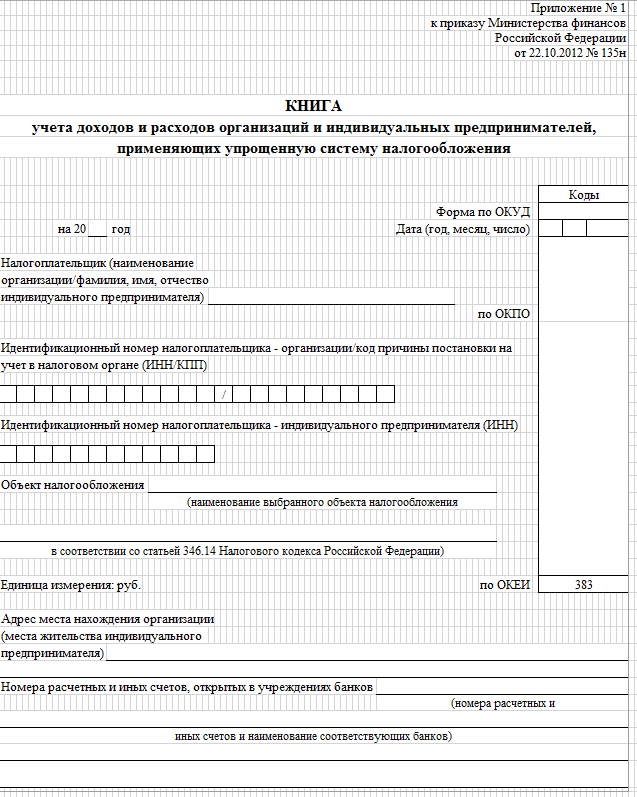 Приложение № 1
к приказу Министерства финансов
Российской Федерации
от 22.10.2012 № 135н
КНИГА
учета доходов и расходов организаций и индивидуальных предпринимателей,
применяющих упрощенную систему налогообложения
Коды
Форма по ОКУД
на 20___ год Дата (год, месяц, число)
Налогоплательщик (наименование
организации/фамилия, имя, отчество
индивидуального предпринимателя)
по ОКПО
Идентификационный номер налогоплательщика - организации/код причины постановки на
учет в налоговом органе (ИНН/КПП)
/
Идентификационный номер налогоплательщика - индивидуального предпринимателя (ИНН)
Объект налогообложения
(наименование выбранного объекта налогообложения
в соответствии со статьей 346.14 Налогового кодекса Российской Федерации)
Единица измерения: руб. по ОКЕИ 383
Адрес места нахождения организации
(места жительства индивидуального
предпринимателя)
Номера расчетных и иных счетов, открытых в учреждениях банков
(номера расчетных и
иных счетов и наименование соответствующих банков)